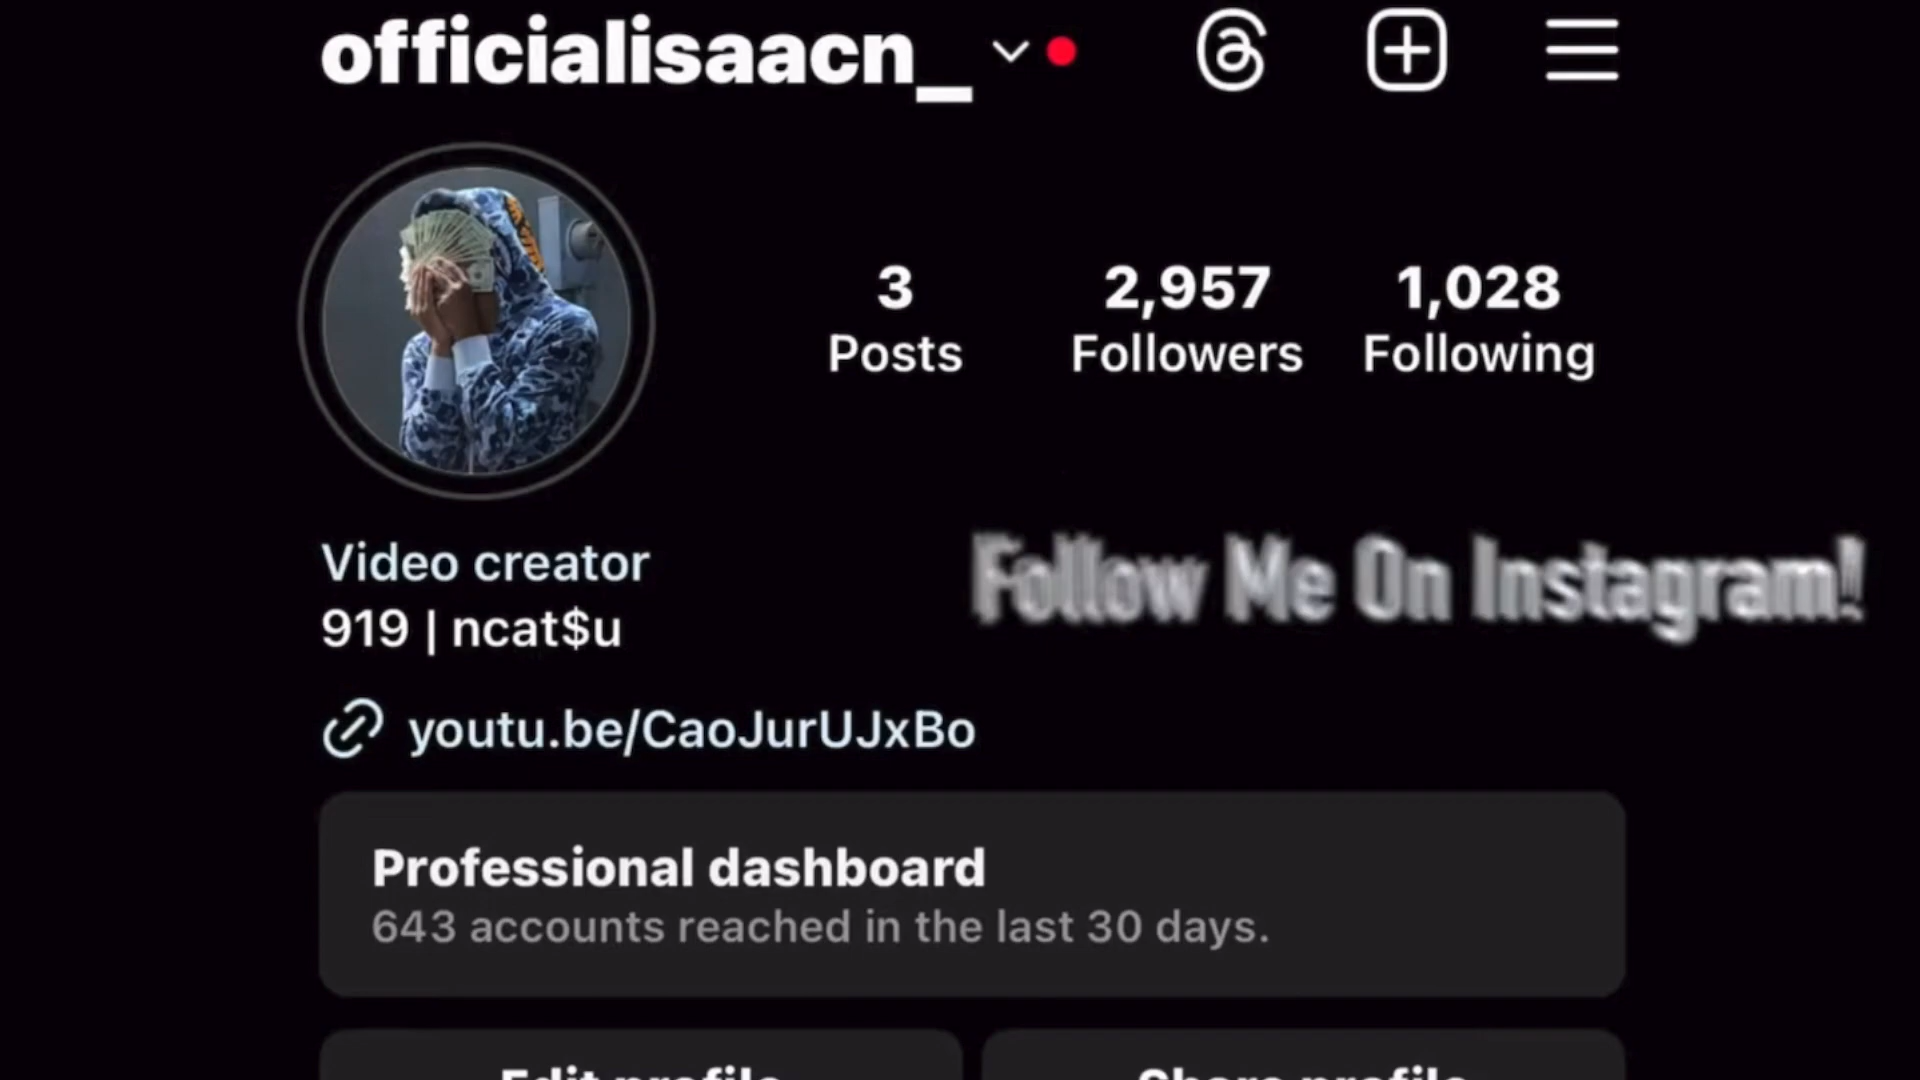 officialisaacn_
3 2,957 1,028
Posts Followers Following
Video creator
919 | ncat$u
Follow Me On Instagram!
youtu.be/CaoJurUJxBo
Professional dashboard
643 accounts reached in the last 30 days.
Edit profile Share profile